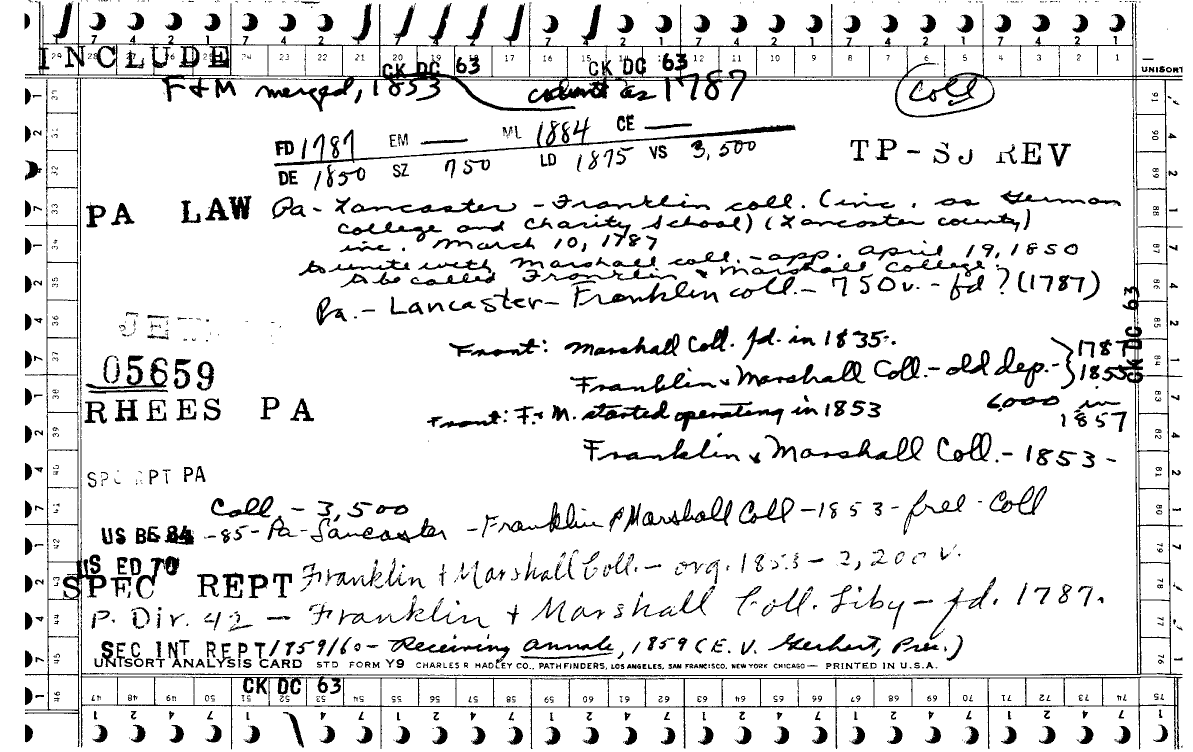 INCLUDE
CK DC 63 CK DC 63
F + M merged, 1853 count as 1787 coll
UNISORT
FD 1787 EM — ML 1884 CE —
DE 1850 SZ 750 LD 1875 VS 3,500
TP-SJ REV
PA LAW Pa - Lancaster - Franklin coll. (inc. as German
college and charity School) (Lancaster county)
inc. March 10, 1787
to unite with Marshall coll. - app. April 19, 1850
to be called Franklin & Marshall College.
Pa. - Lancaster - Franklin coll. - 750 v. - fd ? (1787)
CK DC 63
Front: Marshall Coll. fd. in 1835. 1787
05659
Franklin & Marshall Coll. - old dep. - 1853
RHEES PA
Front: F. & M. started operating in 1853 6,000 in
1857
Franklin & Marshall Coll. - 1853 -
RPT PA
Coll. - 3,500
US BE 84 -85- Pa - Lancaster - Franklin & Marshall Coll - 1853 - free - Coll
US ED 70
SPEC REPT Franklin + Marshall Coll. - org. 1853 - 2,200 v.
P. Dir. 42 - Franklin + Marshall Coll. Liby - fd. 1787.
SEC INT REPT 1859/60 - Receiving annals, 1859 (E. V. Gerhart, Pres.)
UNISORT ANALYSIS CARD STD FORM Y9 CHARLES R HADLEY CO., PATHFINDERS, LOS ANGELES, SAN FRANCISCO, NEW YORK CHICAGO — PRINTED IN U.S.A.
CK DC 63